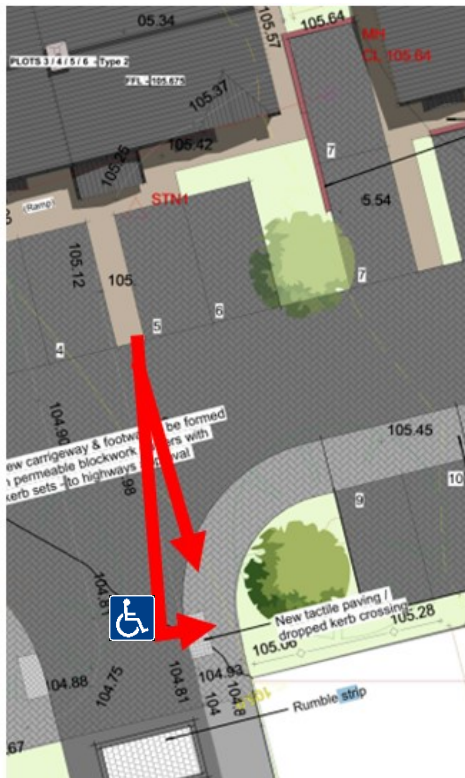 05.34
105.64
105.57
MH
CL 105.64
PLOTS 3 / 4 / 5 / 6 - Type 2
FFL - 105.675
105.37
105.42
7
105.25
STN1
(Ramp)
5.54
105.12
105.
7
6
5
4
104.90
105.45
ew carrigeway & footwa be formed
n permeable blockwork ers with
kerb sets - to highways val
98
9
10
104.8
New tactile paving /
dropped kerb crossing
105.28
105.06
104.88
104.75
104.81
104.93
104
104.8
Rumble strip
.67